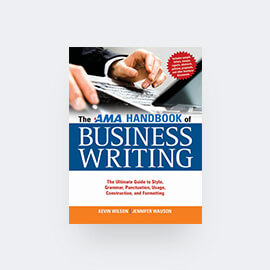 The AMA HANDBOOK of
BUSINESS
WRITING
The Ultimate Guide to Style,
Grammar, Punctuation, Usage,
Construction, and Formatting
KEVIN WILSON
JENNIFER WAUSON